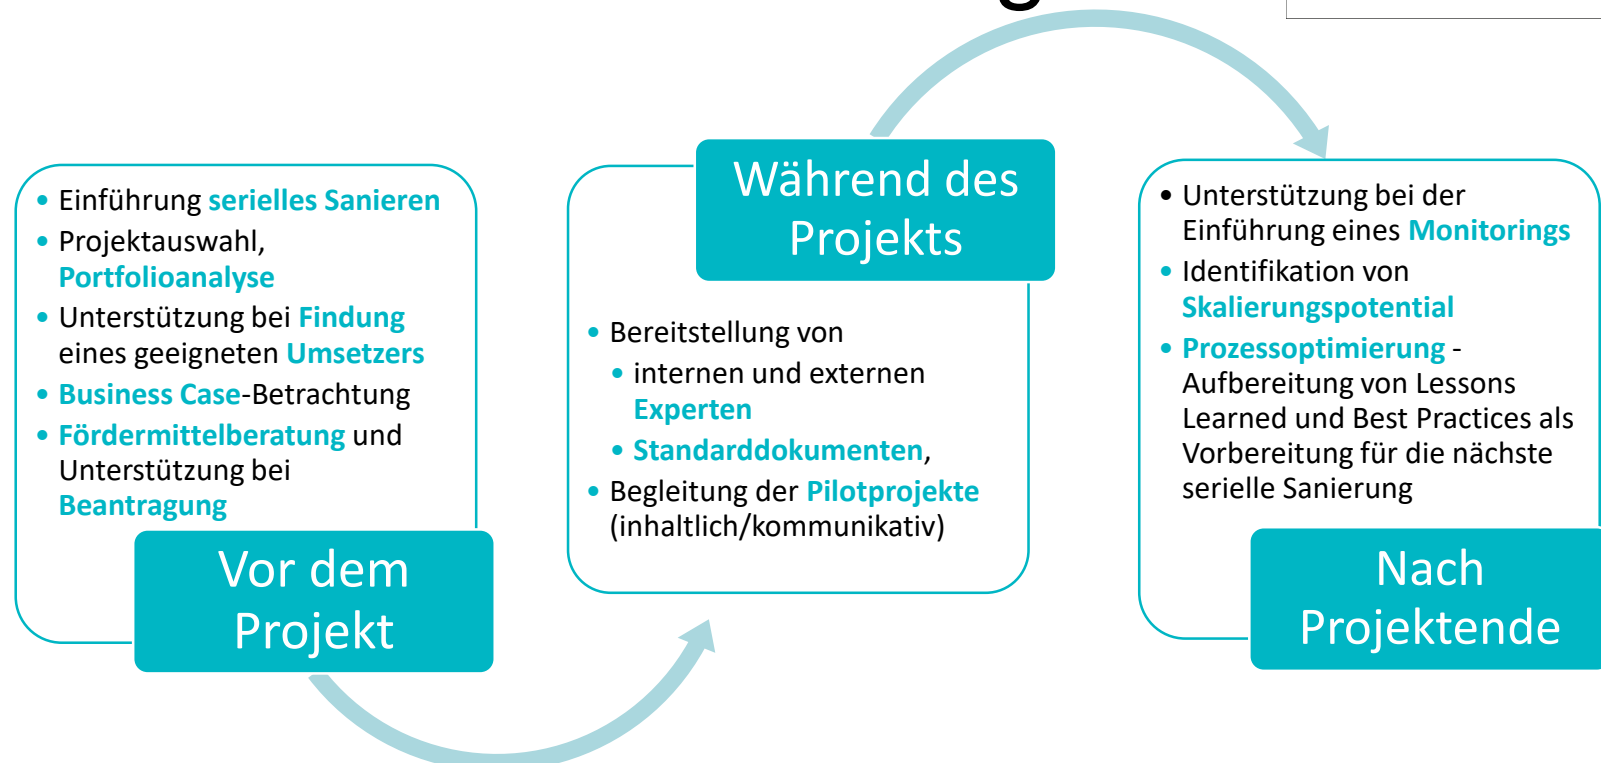 • Einführung serielles Sanieren
• Projektauswahl,
Portfolioanalyse
• Unterstützung bei Findung
eines geeigneten Umsetzers
• Business Case-Betrachtung
• Fördermittelberatung und
Unterstützung bei
Beantragung
Vor dem
Projekt
Während des
Projekts
• Bereitstellung von
• internen und externen
Experten
• Standarddokumenten,
• Begleitung der Pilotprojekte
(inhaltlich/kommunikativ)
• Unterstützung bei der
Einführung eines Monitorings
• Identifikation von
Skalierungspotential
• Prozessoptimierung -
Aufbereitung von Lessons
Learned und Best Practices als
Vorbereitung für die nächste
serielle Sanierung
Nach
Projektende